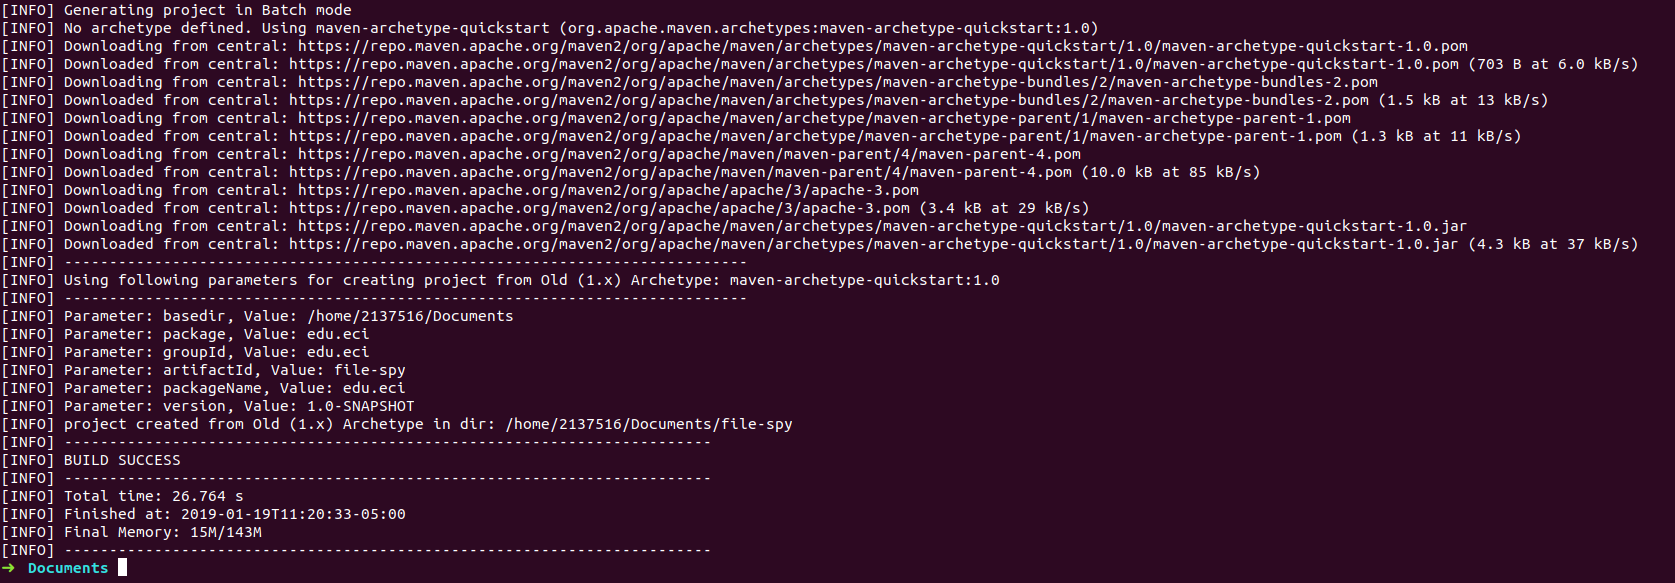 [INFO] Generating project in Batch mode
[INFO] No archetype defined. Using maven-archetype-quickstart (org.apache.maven.archetypes:maven-archetype-quickstart:1.0)
[INFO] Downloading from central: https://repo.maven.apache.org/maven2/org/apache/maven/archetypes/maven-archetype-quickstart/1.0/maven-archetype-quickstart-1.0.pom
[INFO] Downloaded from central: https://repo.maven.apache.org/maven2/org/apache/maven/archetypes/maven-archetype-quickstart/1.0/maven-archetype-quickstart-1.0.pom (703 B at 6.0 kB/s)
[INFO] Downloading from central: https://repo.maven.apache.org/maven2/org/apache/maven/archetypes/maven-archetype-bundles/2/maven-archetype-bundles-2.pom
[INFO] Downloaded from central: https://repo.maven.apache.org/maven2/org/apache/maven/archetypes/maven-archetype-bundles/2/maven-archetype-bundles-2.pom (1.5 kB at 13 kB/s)
[INFO] Downloading from central: https://repo.maven.apache.org/maven2/org/apache/maven/archetype/maven-archetype-parent/1/maven-archetype-parent-1.pom
[INFO] Downloaded from central: https://repo.maven.apache.org/maven2/org/apache/maven/archetype/maven-archetype-parent/1/maven-archetype-parent-1.pom (1.3 kB at 11 kB/s)
[INFO] Downloading from central: https://repo.maven.apache.org/maven2/org/apache/maven/maven-parent/4/maven-parent-4.pom
[INFO] Downloaded from central: https://repo.maven.apache.org/maven2/org/apache/maven/maven-parent/4/maven-parent-4.pom (10.0 kB at 85 kB/s)
[INFO] Downloading from central: https://repo.maven.apache.org/maven2/org/apache/apache/3/apache-3.pom
[INFO] Downloaded from central: https://repo.maven.apache.org/maven2/org/apache/apache/3/apache-3.pom (3.4 kB at 29 kB/s)
[INFO] Downloading from central: https://repo.maven.apache.org/maven2/org/apache/maven/archetypes/maven-archetype-quickstart/1.0/maven-archetype-quickstart-1.0.jar
[INFO] Downloaded from central: https://repo.maven.apache.org/maven2/org/apache/maven/archetypes/maven-archetype-quickstart/1.0/maven-archetype-quickstart-1.0.jar (4.3 kB at 37 kB/s)
[INFO] ----------------------------------------------------------------------------
[INFO] Using following parameters for creating project from Old (1.x) Archetype: maven-archetype-quickstart:1.0
[INFO] ----------------------------------------------------------------------------
[INFO] Parameter: basedir, Value: /home/2137516/Documents
[INFO] Parameter: package, Value: edu.eci
[INFO] Parameter: groupId, Value: edu.eci
[INFO] Parameter: artifactId, Value: file-spy
[INFO] Parameter: packageName, Value: edu.eci
[INFO] Parameter: version, Value: 1.0-SNAPSHOT
[INFO] project created from Old (1.x) Archetype in dir: /home/2137516/Documents/file-spy
[INFO] ------------------------------------------------------------------------
[INFO] BUILD SUCCESS
[INFO] ------------------------------------------------------------------------
[INFO] Total time: 26.764 s
[INFO] Finished at: 2019-01-19T11:20:33-05:00
[INFO] Final Memory: 15M/143M
[INFO] ------------------------------------------------------------------------
➜ Documents